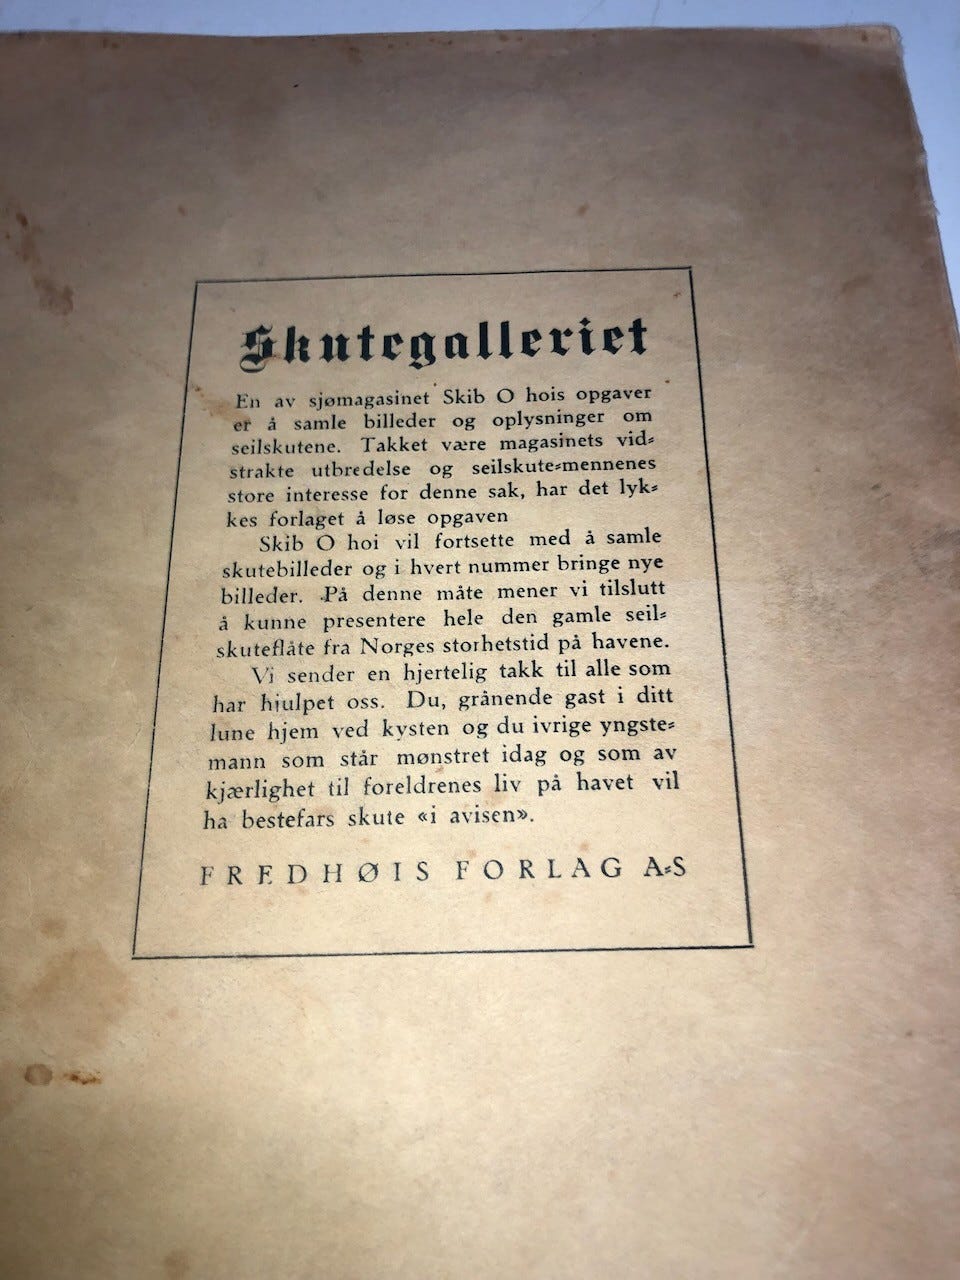 Skutegalleriet
En av sjømagasinet Skib O hois opgaver
er å samle billeder og oplysninger om
seilskutene. Takket være magasinets vid=
strakte utbredelse og seilskute=mennenes
store interesse for denne sak, har det lyk=
kes forlaget å løse opgaven
Skib O hoi vil fortsette med å samle
skutebilleder og i hvert nummer bringe nye
billeder. På denne måte mener vi tilslutt
å kunne presentere hele den gamle seil=
skuteflåte fra Norges storhetstid på havene.
Vi sender en hjertelig takk til alle som
har hjulpet oss. Du, grånende gast i ditt
lune hjem ved kysten og du ivrige yngste=
mann som står mønstret idag og som av
kjærlighet til foreldrenes liv på havet vil
ha bestefars skute «i avisen».
FREDHØIS FORLAG A=S